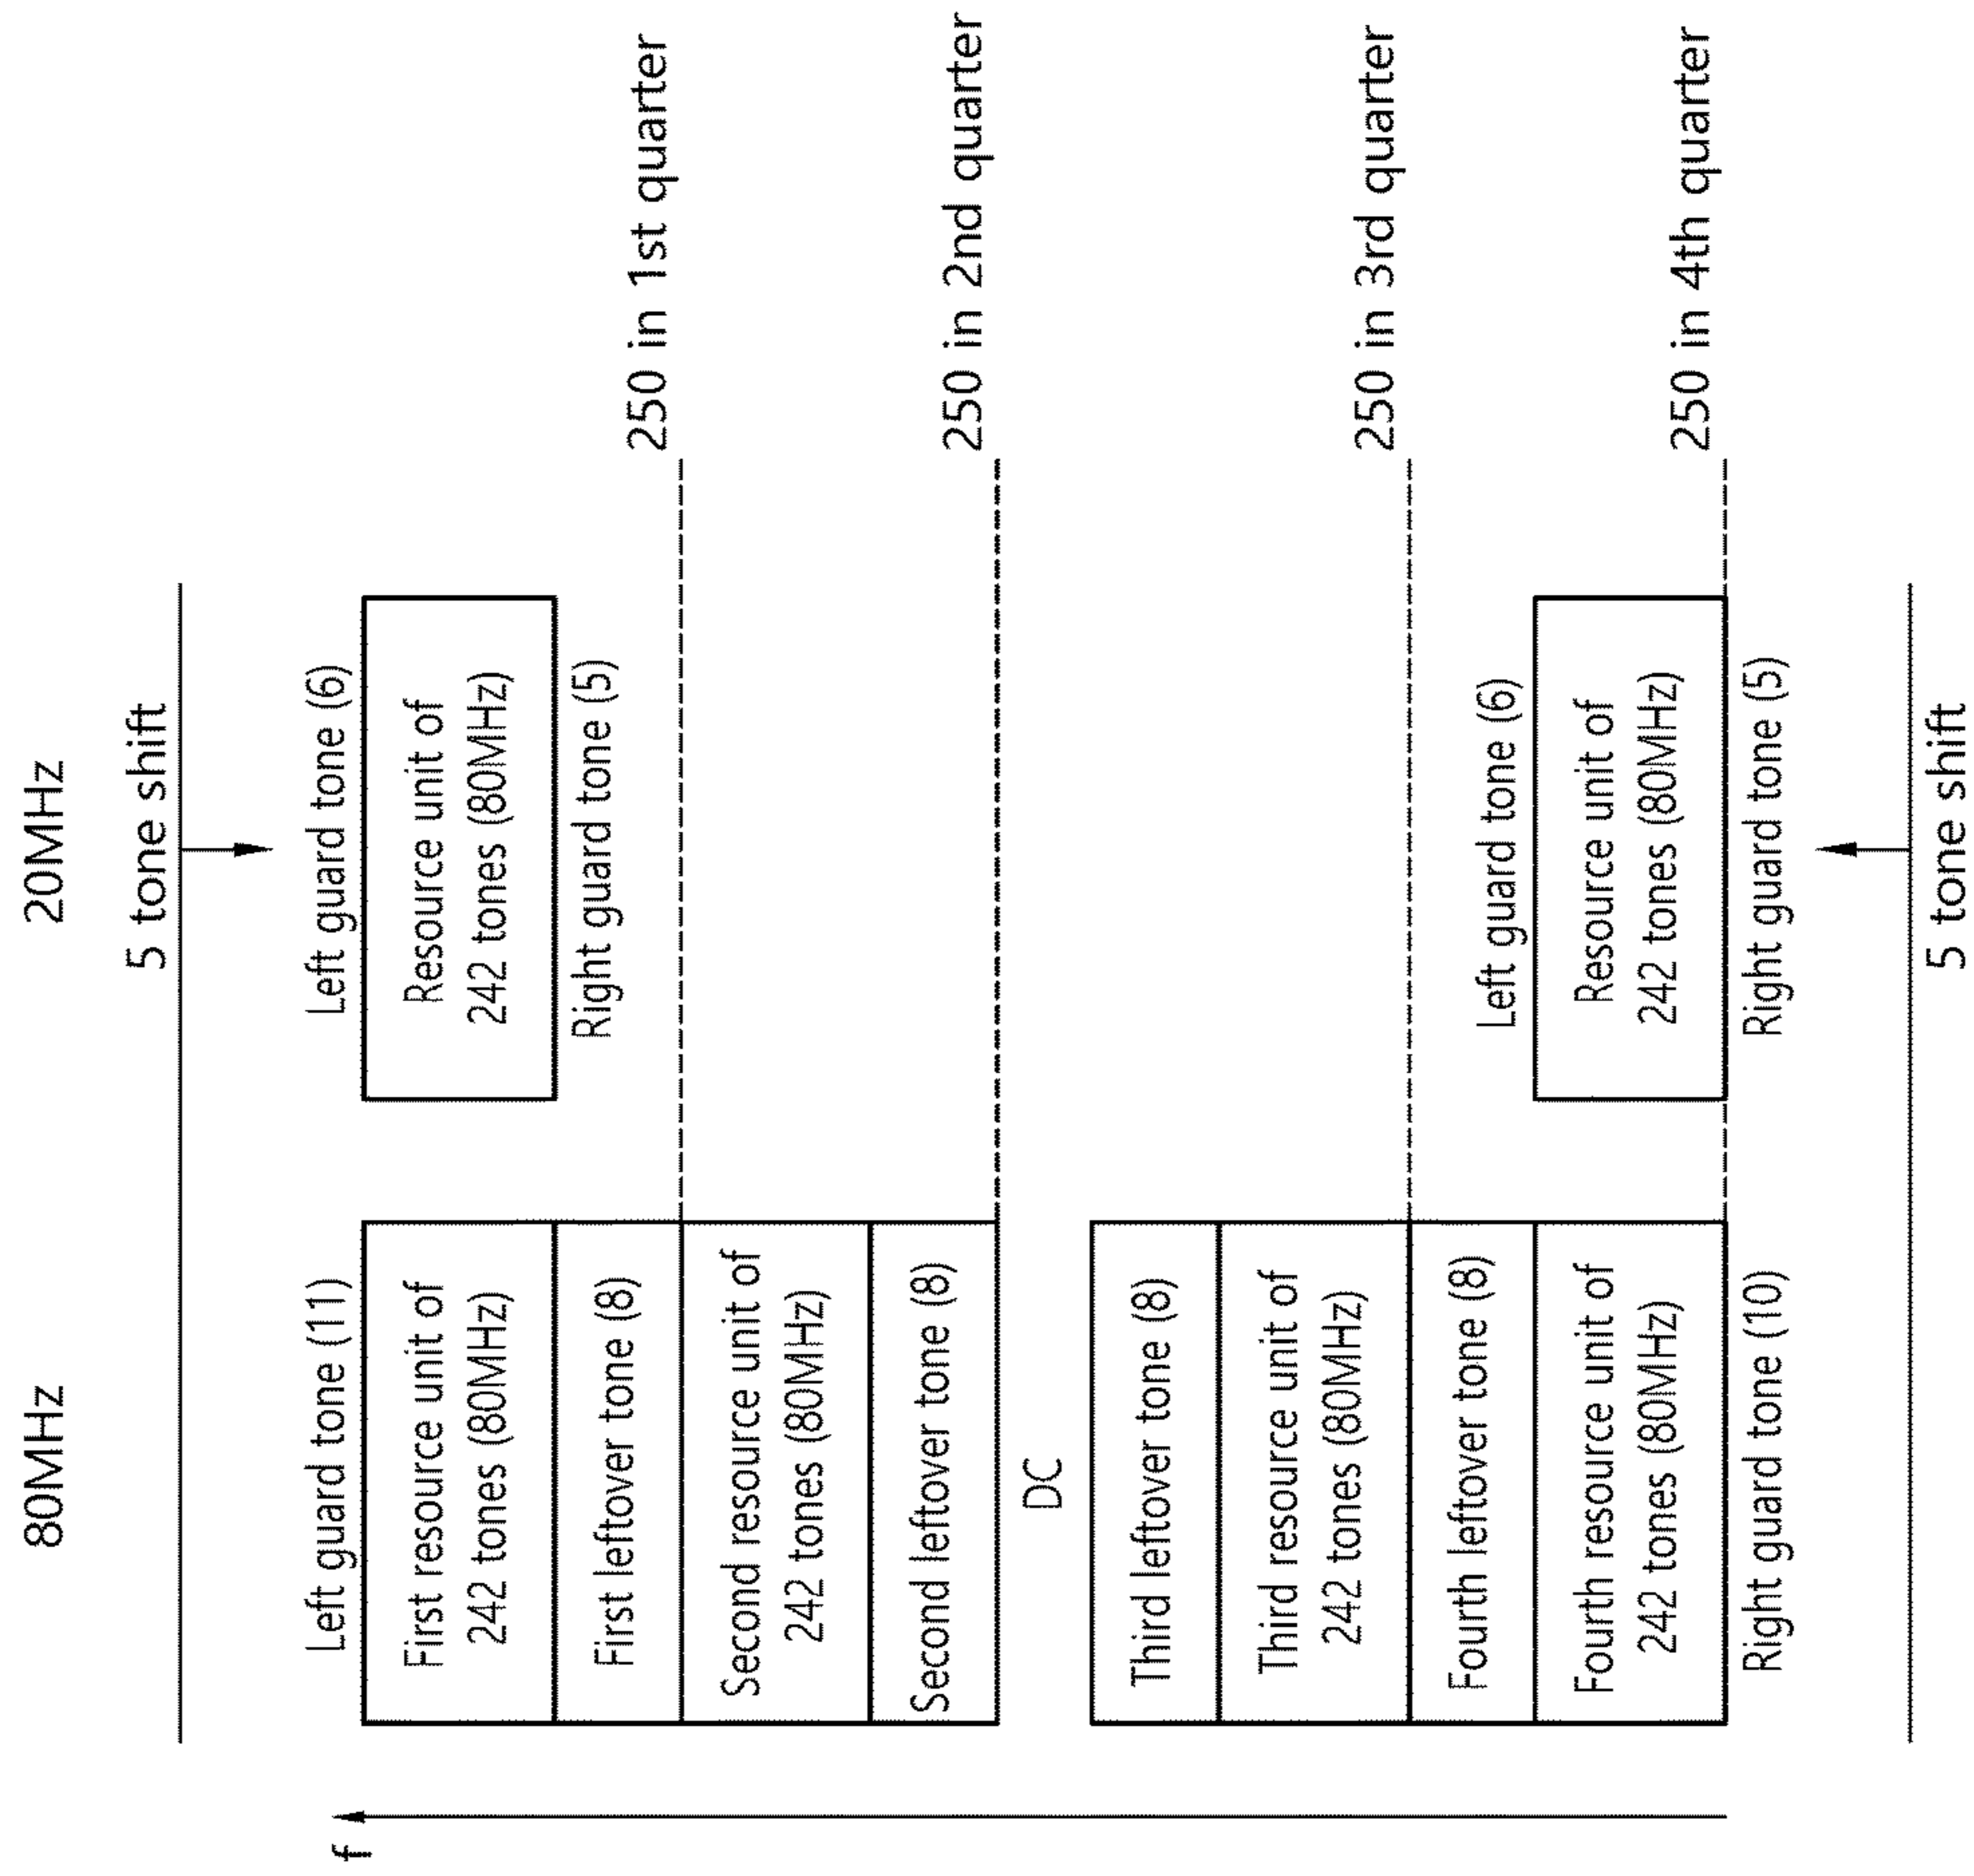 80MHz
20MHz
5 tone shift
Left guard tone (11)
First resource unit of
242 tones (80MHz)
First leftover tone (8)
Second resource unit of
242 tones (80MHz)
Second leftover tone (8)
DC
Third leftover tone (8)
Third resource unit of
242 tones (80MHz)
Fourth leftover tone (8)
Fourth resource unit of
242 tones (80MHz)
Right guard tone (10)
Left guard tone (6)
Resource unit of
242 tones (80MHz)
Right guard tone (5)
Left guard tone (6)
Resource unit of
242 tones (80MHz)
Right guard tone (5)
5 tone shift
250 in 1st quarter
250 in 2nd quarter
250 in 3rd quarter
250 in 4th quarter
f